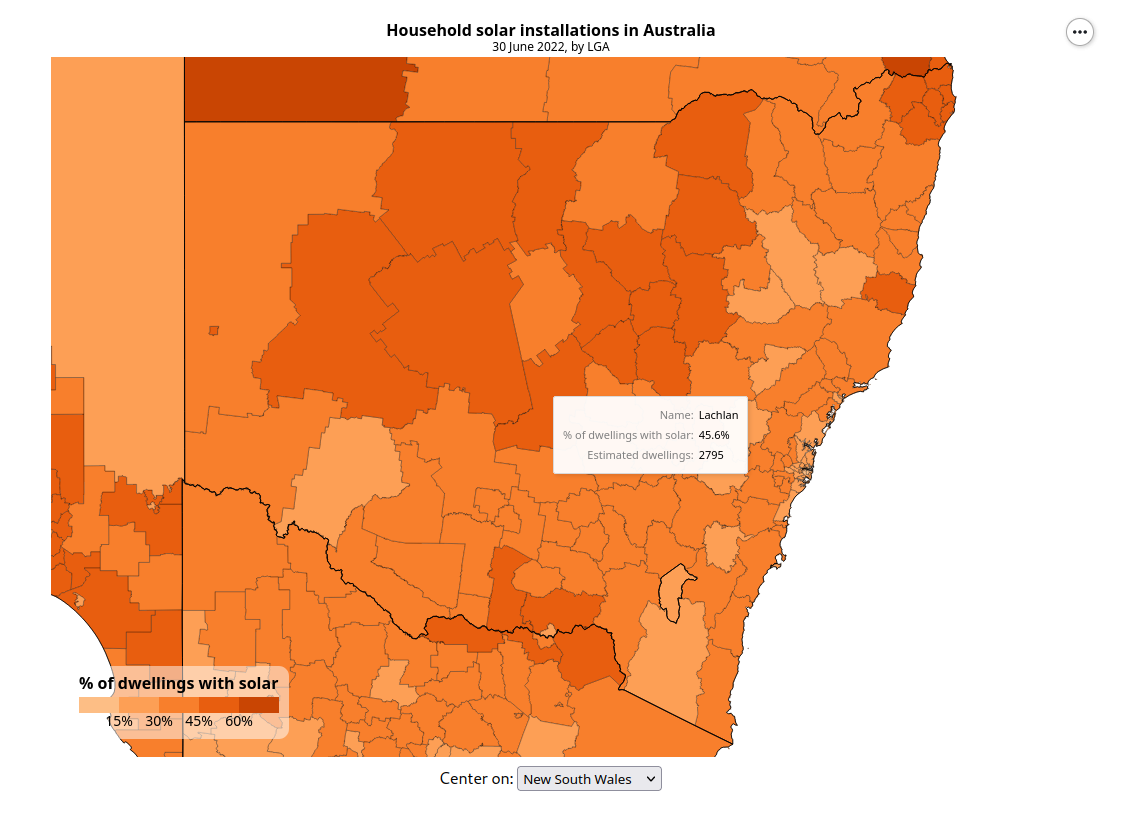 Household solar installations in Australia
30 June 2022, by LGA
Name: Lachlan
% of dwellings with solar: 45.6%
Estimated dwellings: 2795
% of dwellings with solar
15% 30% 45% 60%
Center on: New South Wales